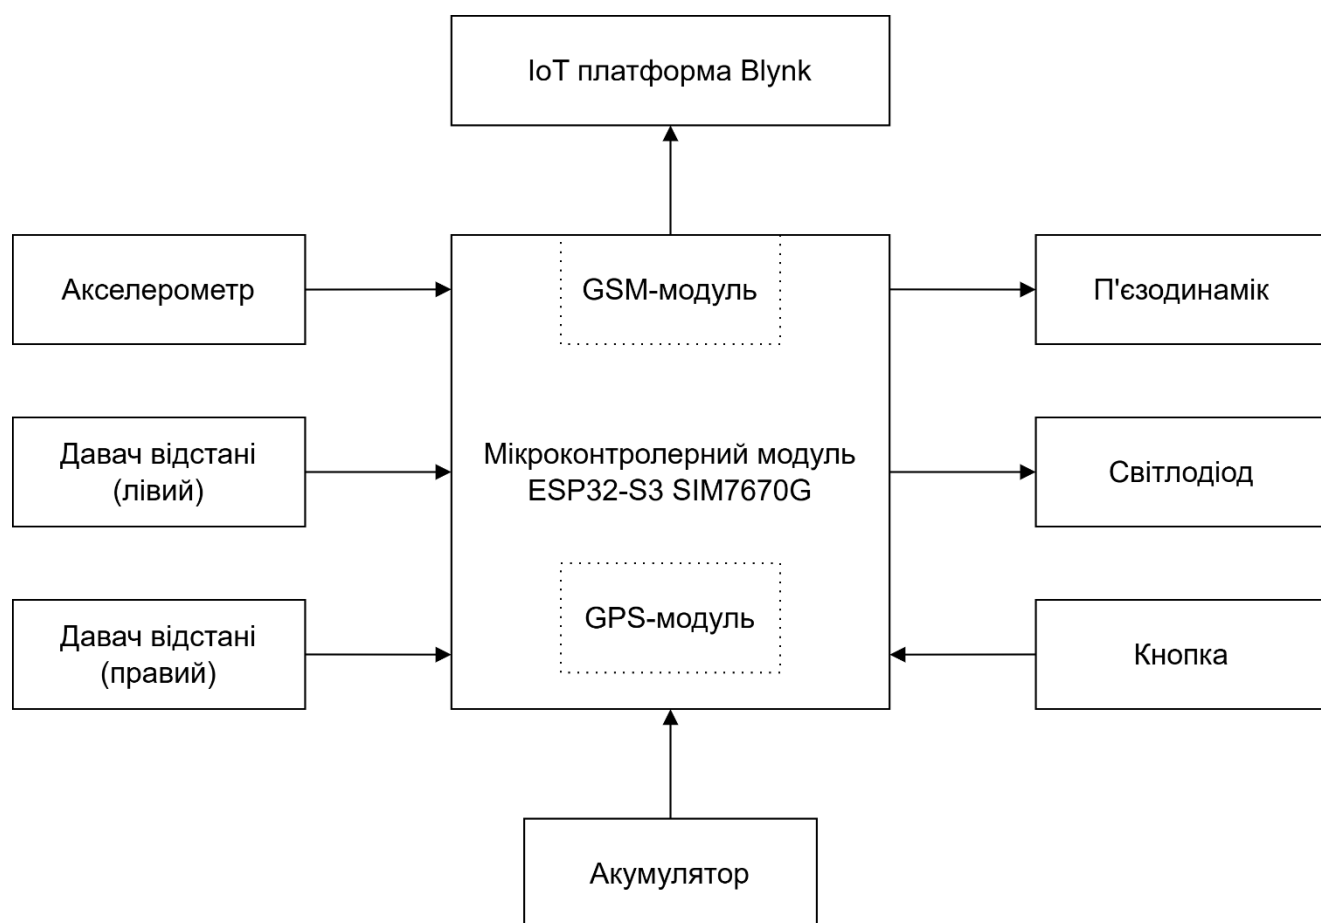 IoT платформа Blynk
Акселерометр
GSM-модуль
П'єзодинамік
Давач відстані
(лівий)
Мікроконтролерний модуль
ESP32-S3 SIM7670G
Світлодіод
Давач відстані
(правий)
GPS-модуль
Кнопка
Акумулятор